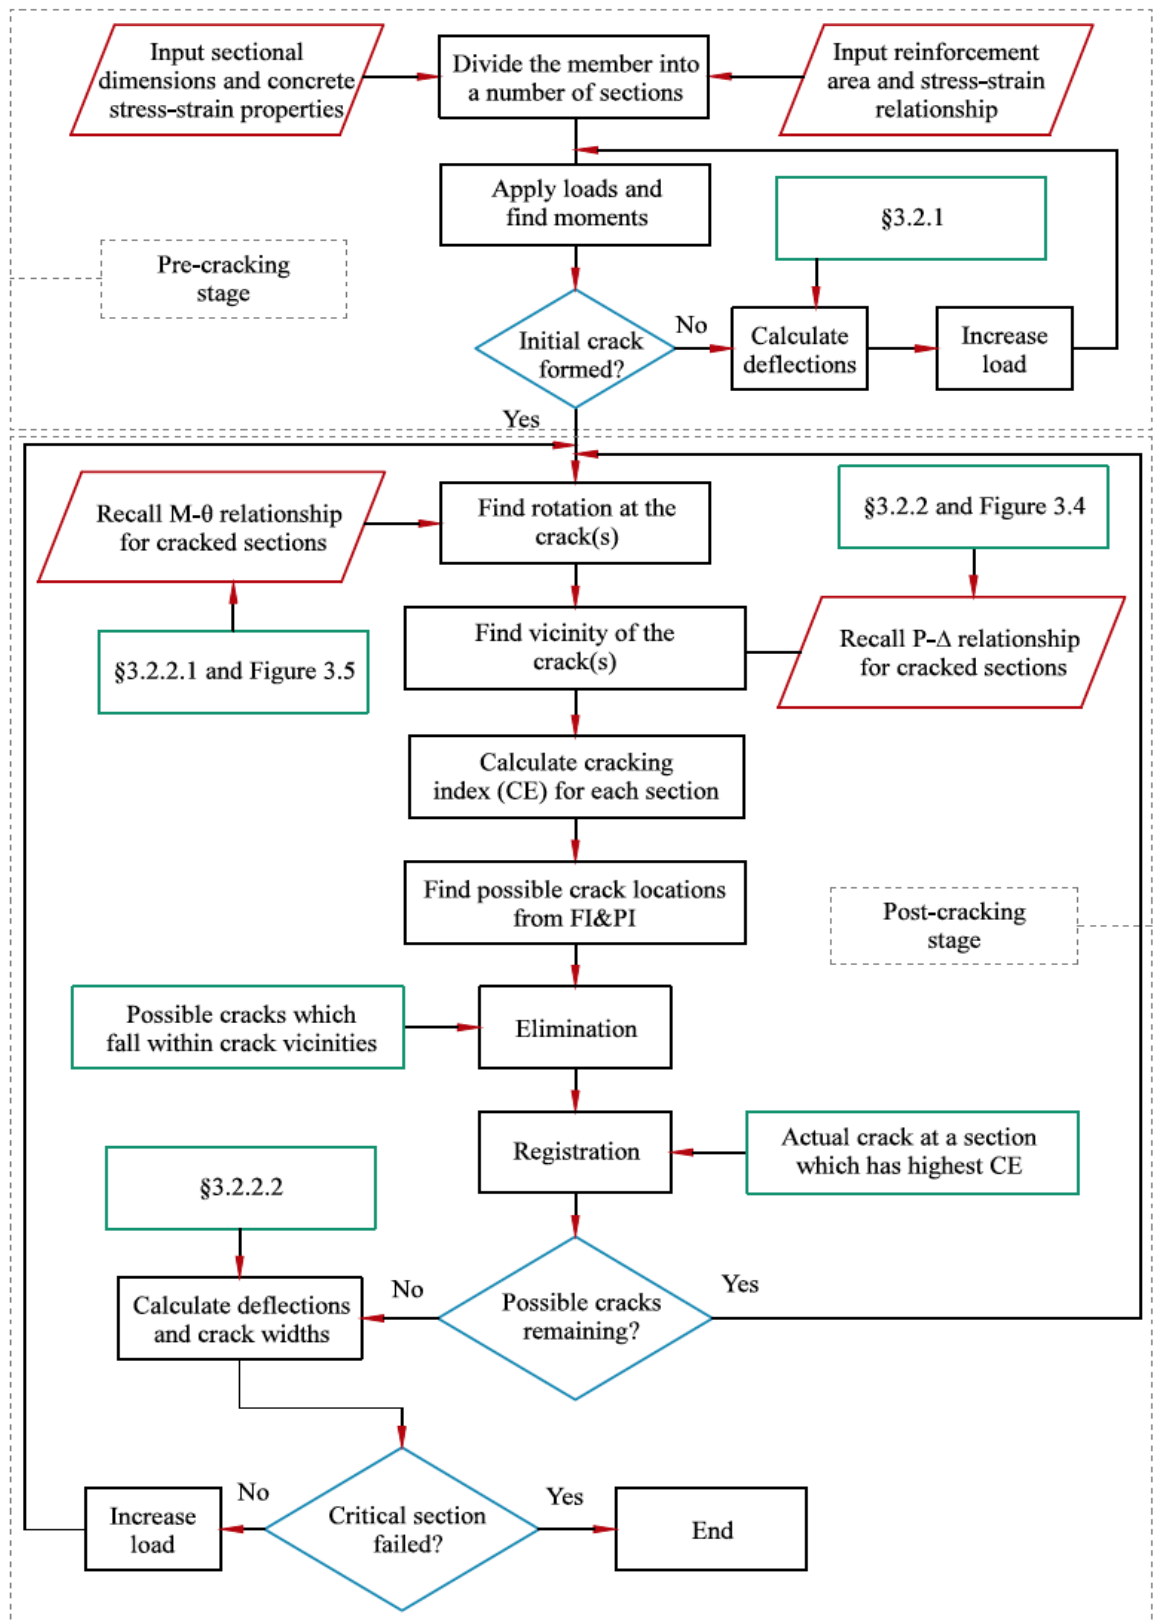 Input sectional
dimensions and concrete
stress-strain properties
Divide the member into
a number of sections
Input reinforcement
area and stress-strain
relationship
Apply loads and
find moments
§3.2.1
Pre-cracking
stage
Initial crack
formed?
No
Calculate
deflections
Increase
load
Yes
Recall M-θ relationship
for cracked sections
Find rotation at the
crack(s)
§3.2.2 and Figure 3.4
§3.2.2.1 and Figure 3.5
Find vicinity of the
crack(s)
Recall P-Δ relationship
for cracked sections
Calculate cracking
index (CE) for each section
Find possible crack locations
from FI&PI
Post-cracking
stage
Possible cracks which
fall within crack vicinities
Elimination
Registration
Actual crack at a section
which has highest CE
§3.2.2.2
Calculate deflections
and crack widths
No
Possible cracks
remaining?
Yes
Increase
load
No
Critical section
failed?
Yes
End